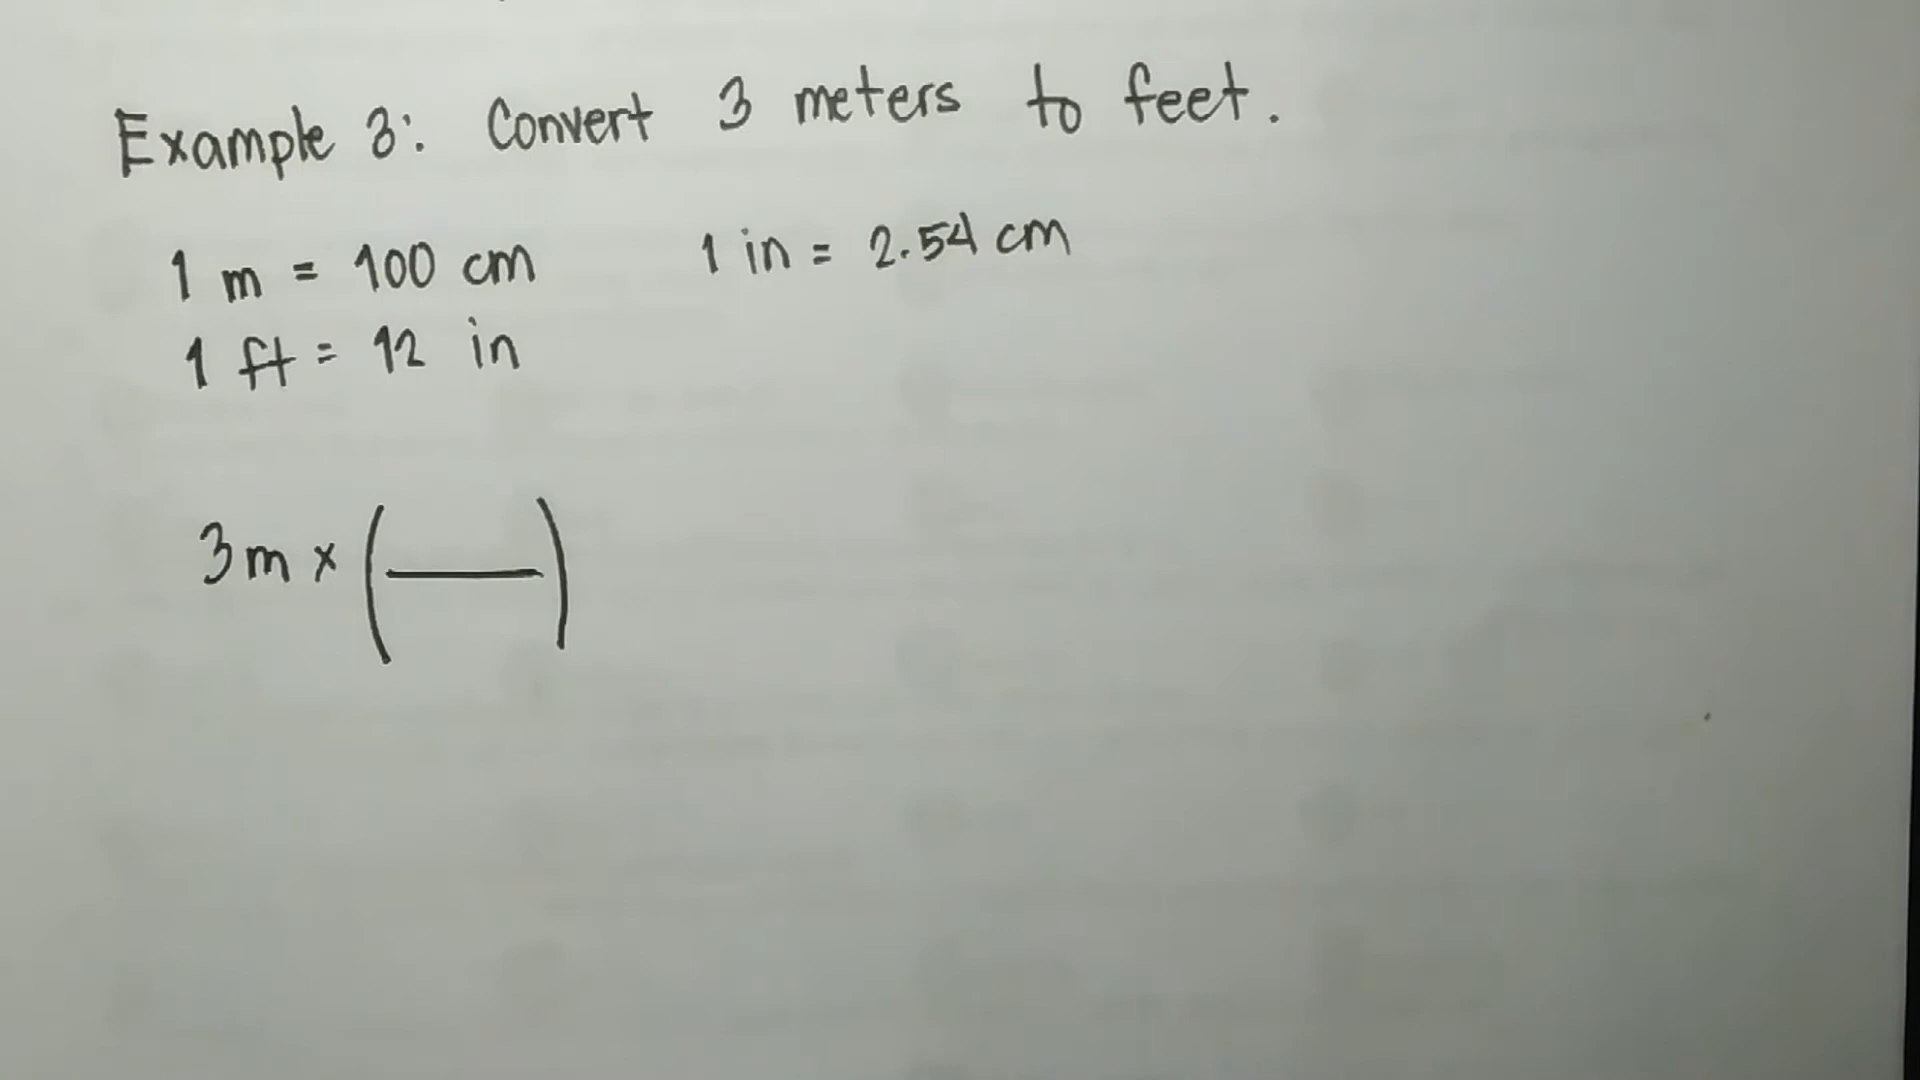 Example 3: Convert 3 meters to feet.
1 m = 100 cm 1 in = 2.54 cm
1 ft = 12 in
3 m × ( — )